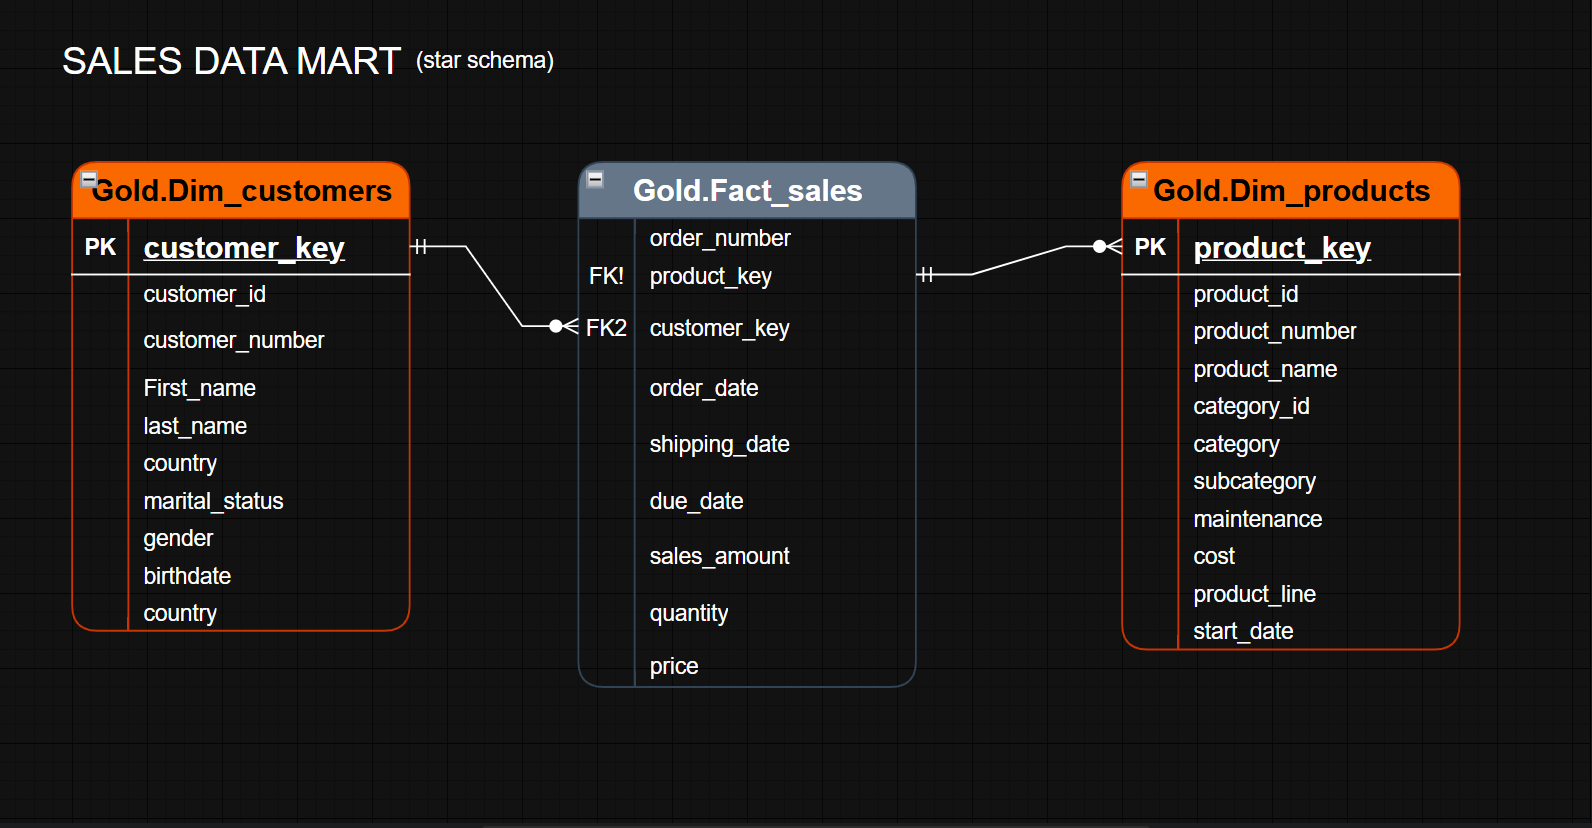 SALES DATA MART (star schema)
Gold.Dim_customers
PK customer_key
customer_id
customer_number
First_name
last_name
country
marital_status
gender
birthdate
country
Gold.Fact_sales
order_number
FK! product_key
FK2 customer_key
order_date
shipping_date
due_date
sales_amount
quantity
price
Gold.Dim_products
PK product_key
product_id
product_number
product_name
category_id
category
subcategory
maintenance
cost
product_line
start_date